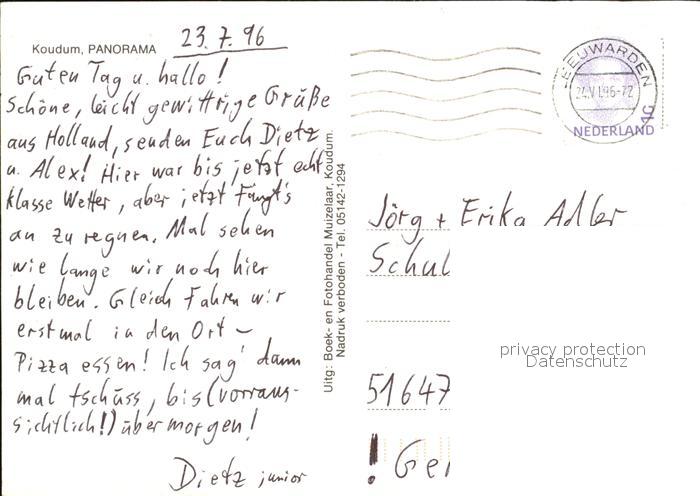 Koudum, PANORAMA
23.7.96
Guten Tag u. hallo!
Schöne, leicht gewittrige Grüße
aus Holland, senden Euch Dietz
u. Alex! Hier war bis jetzt echt
klasse Wetter, aber jetzt Fängt's
an zu regnen. Mal sehen
wie lange wir noch hier
bleiben. Gleich Fahren wir
erstmal in den Ort –
Pizza essen! Ich sag' dann
mal tschüss, bis (vorraus-
sichtlich!) übermorgen!
Dietz junior
Uitg: Boek- en Fotohandel Muizelaar, Koudum.
Nadruk verboden - Tel. 05142-1294
LEEUWARDEN
NEDERLAND
Jörg + Erika Adler
Schul
51647
! Ge
privacy protection
Datenschutz